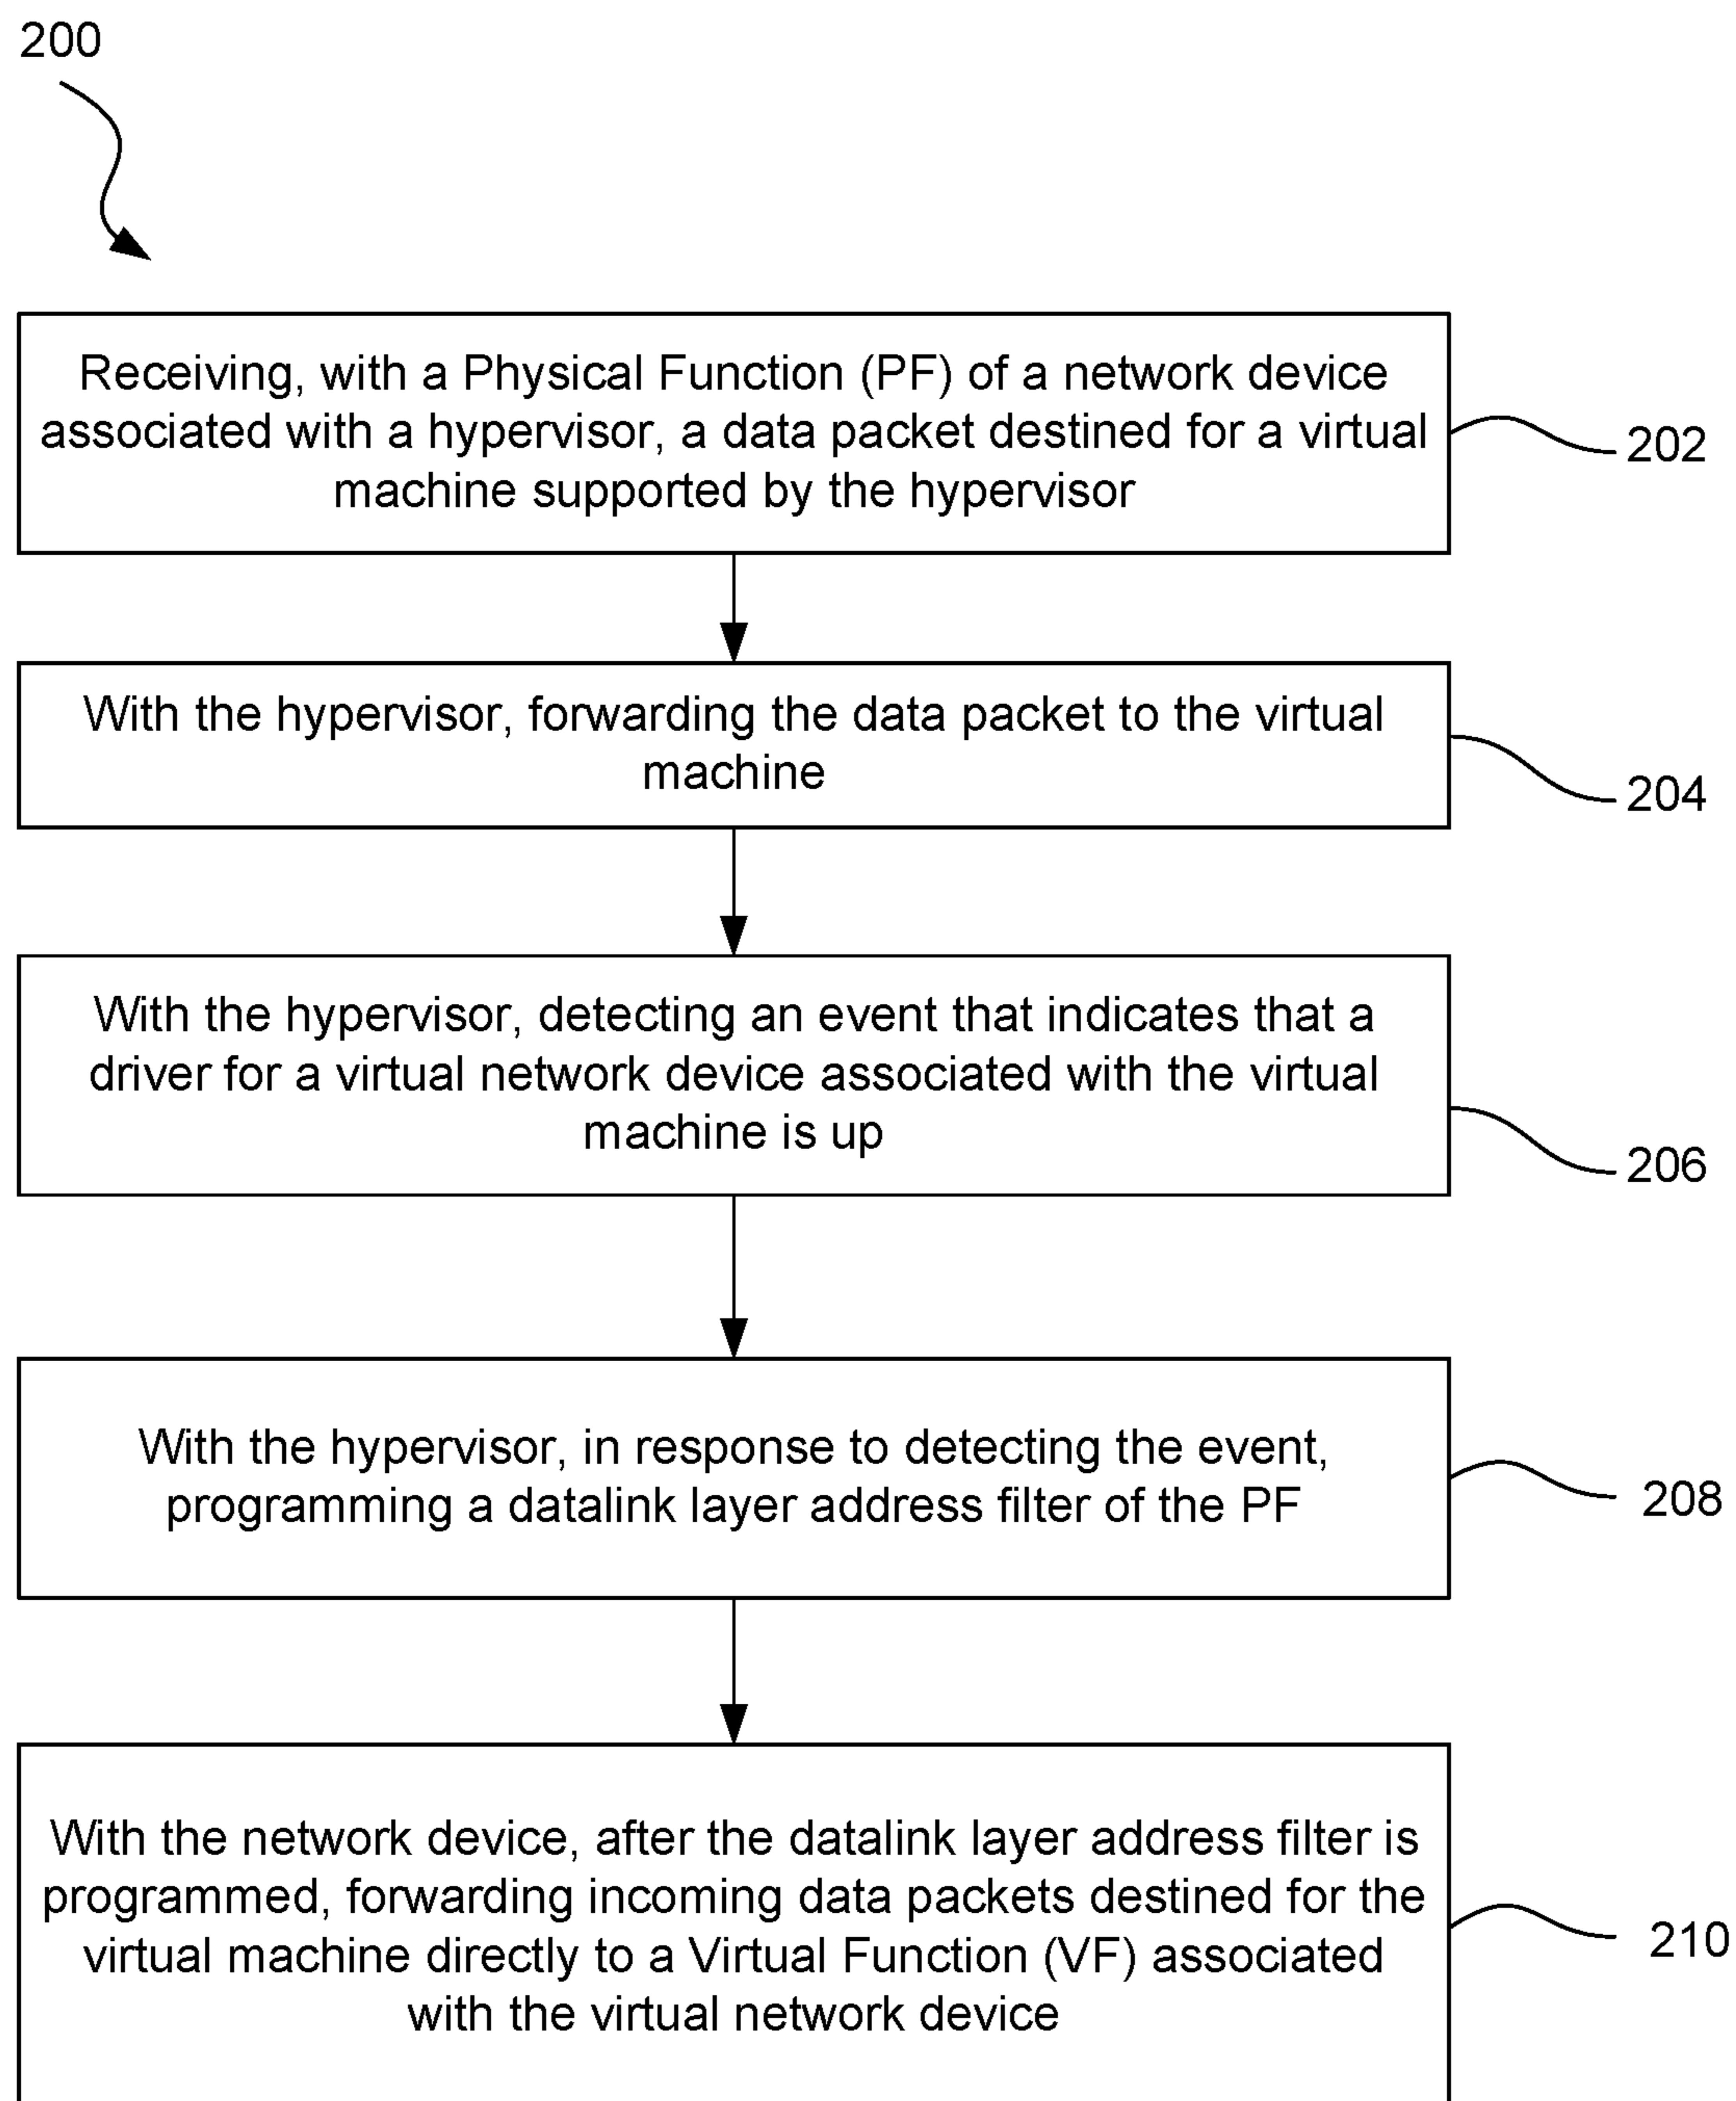 200
Receiving, with a Physical Function (PF) of a network device
associated with a hypervisor, a data packet destined for a virtual
machine supported by the hypervisor
202
With the hypervisor, forwarding the data packet to the virtual
machine
204
With the hypervisor, detecting an event that indicates that a
driver for a virtual network device associated with the virtual
machine is up
206
With the hypervisor, in response to detecting the event,
programming a datalink layer address filter of the PF
208
With the network device, after the datalink layer address filter is
programmed, forwarding incoming data packets destined for the
virtual machine directly to a Virtual Function (VF) associated
with the virtual network device
210